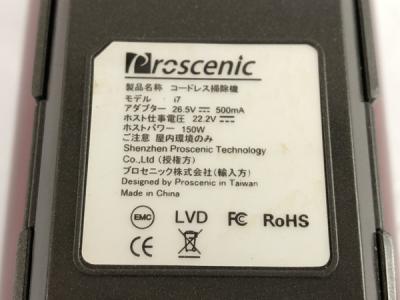 Proscenic
製品名称 コードレス掃除機
モデル : i7
アダプター 26.5V⎓ 500mA
ホスト仕事電圧 22.2V⎓
ホストパワー 150W
ご注意 屋内環境のみ
Shenzhen Proscenic Technology
Co.,Ltd (授権方)
プロセニック株式会社(輸入方)
Designed by Proscenic in Taiwan
Made in China
EMC LVD FC RoHS
CE